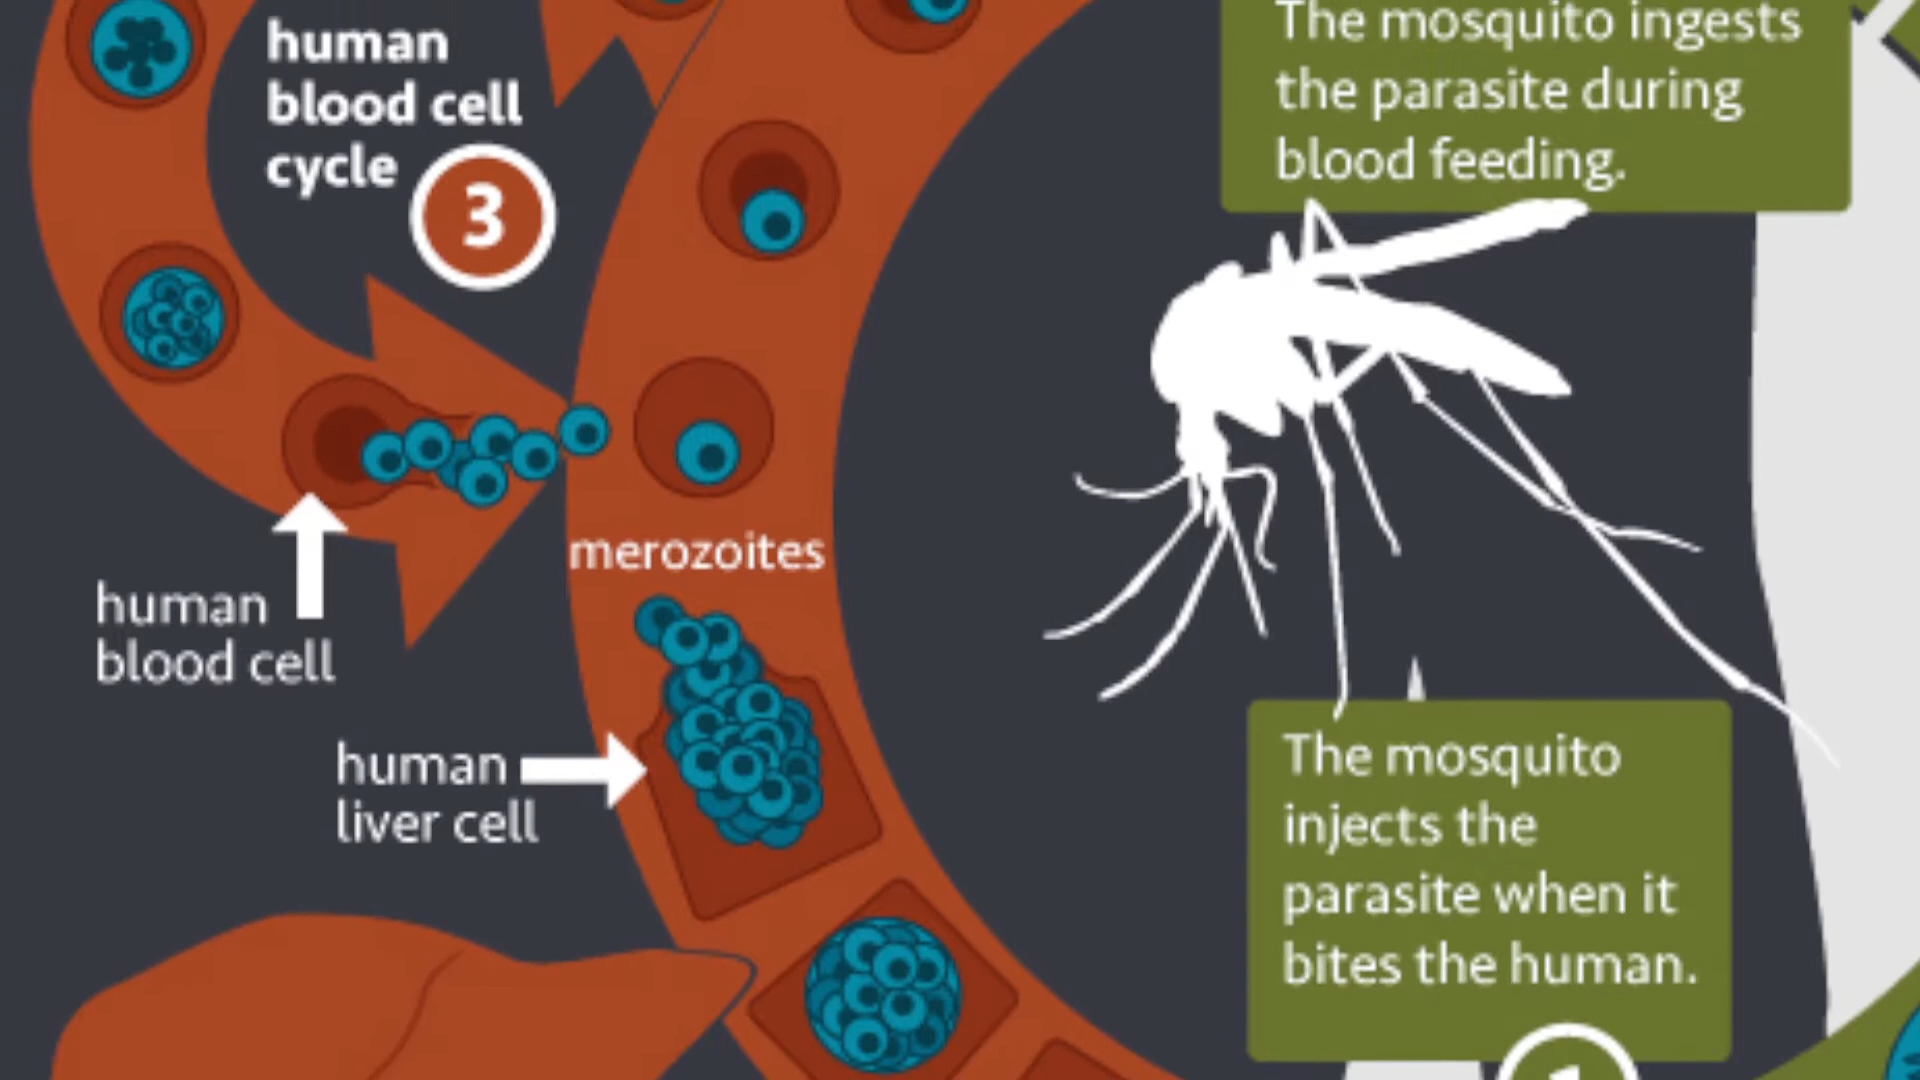 human
blood cell
cycle
3
The mosquito ingests
the parasite during
blood feeding.
merozoites
human
blood cell
human
liver cell
The mosquito
injects the
parasite when it
bites the human.